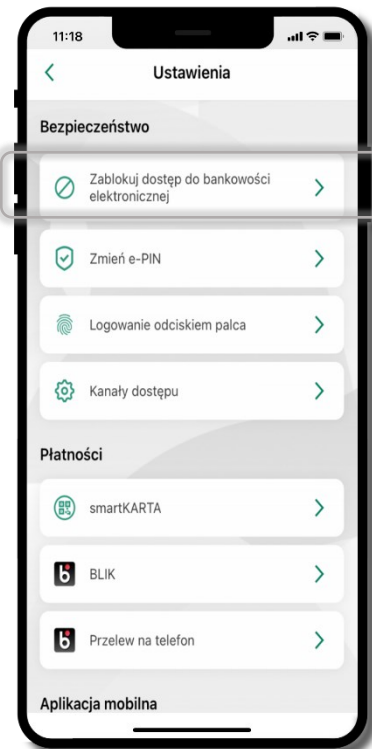 11:18
Ustawienia
Bezpieczeństwo
Zablokuj dostęp do bankowości
elektronicznej
Zmień e-PIN
Logowanie odciskiem palca
Kanały dostępu
Płatności
smartKARTA
BLIK
Przelew na telefon
Aplikacja mobilna